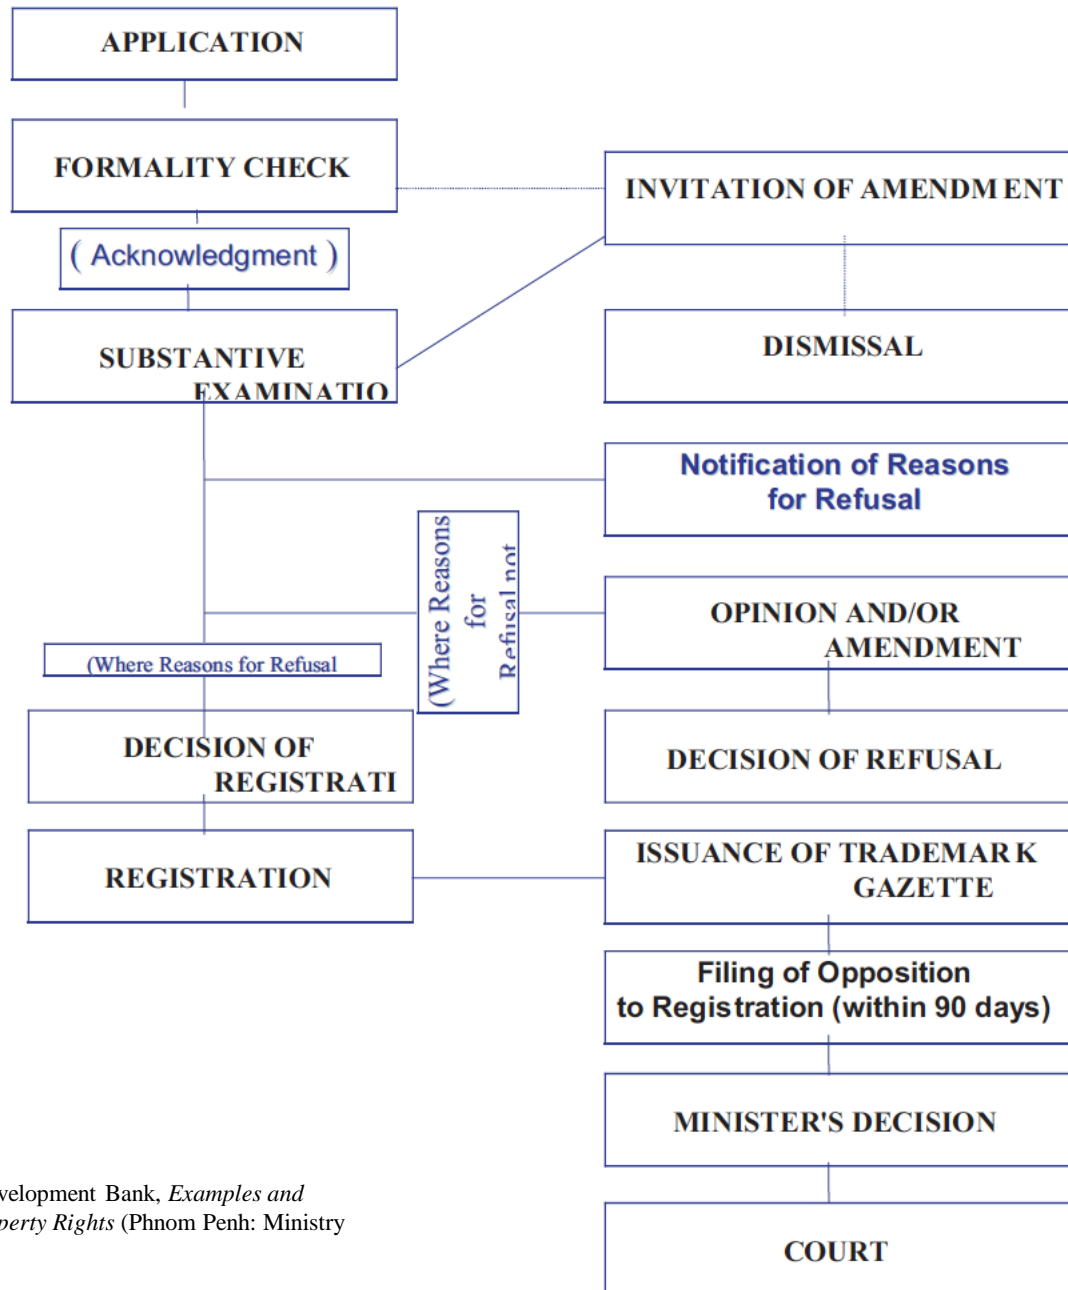 APPLICATION
FORMALITY CHECK
( Acknowledgment )
SUBSTANTIVE
EXAMINATIO
INVITATION OF AMENDMENT
DISMISSAL
Notification of Reasons
for Refusal
(Where Reasons
for
Refusal not
OPINION AND/OR
AMENDMENT
(Where Reasons for Refusal
DECISION OF
REGISTRATI
DECISION OF REFUSAL
REGISTRATION
ISSUANCE OF TRADEMARK
GAZETTE
Filing of Opposition
to Registration (within 90 days)
MINISTER'S DECISION
COURT
velopment Bank, Examples and
perty Rights (Phnom Penh: Ministry